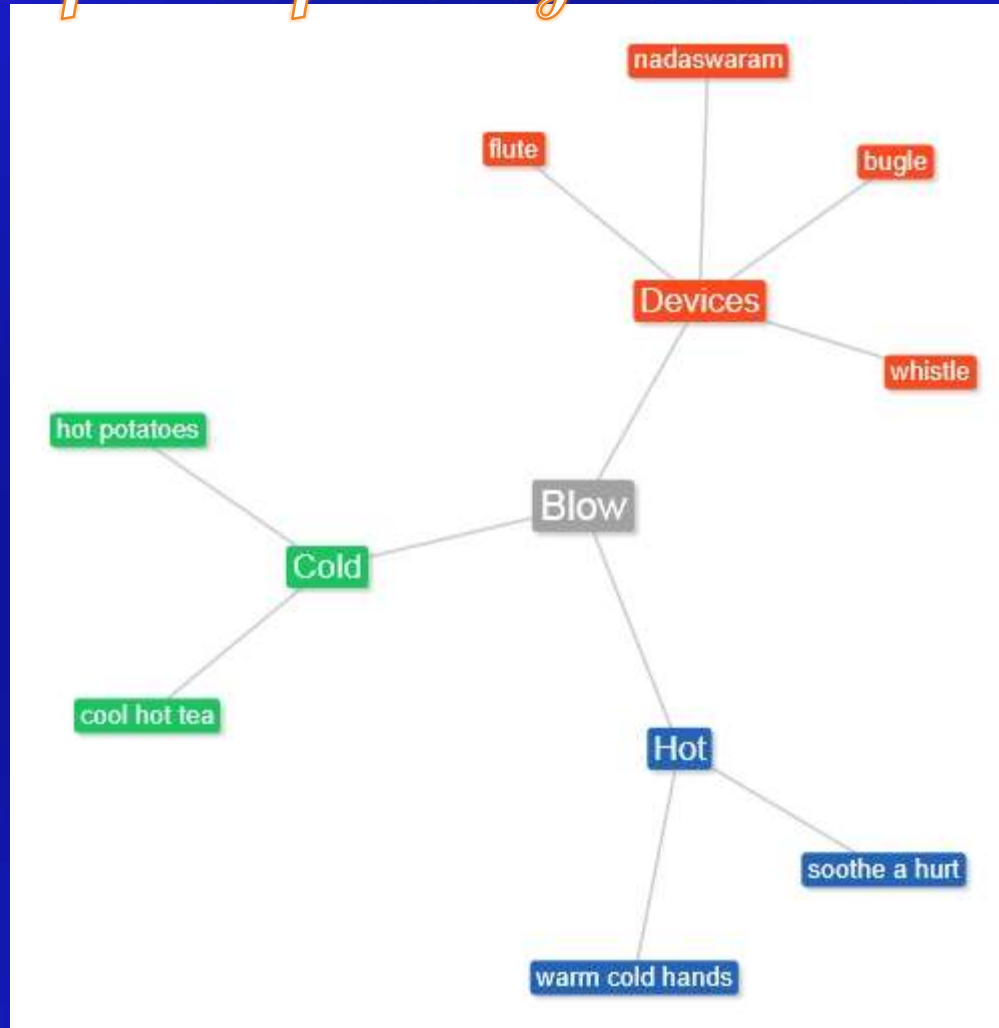 nadaswaram
flute
bugle
Devices
whistle
hot potatoes
Blow
Cold
cool hot tea
Hot
soothe a hurt
warm cold hands